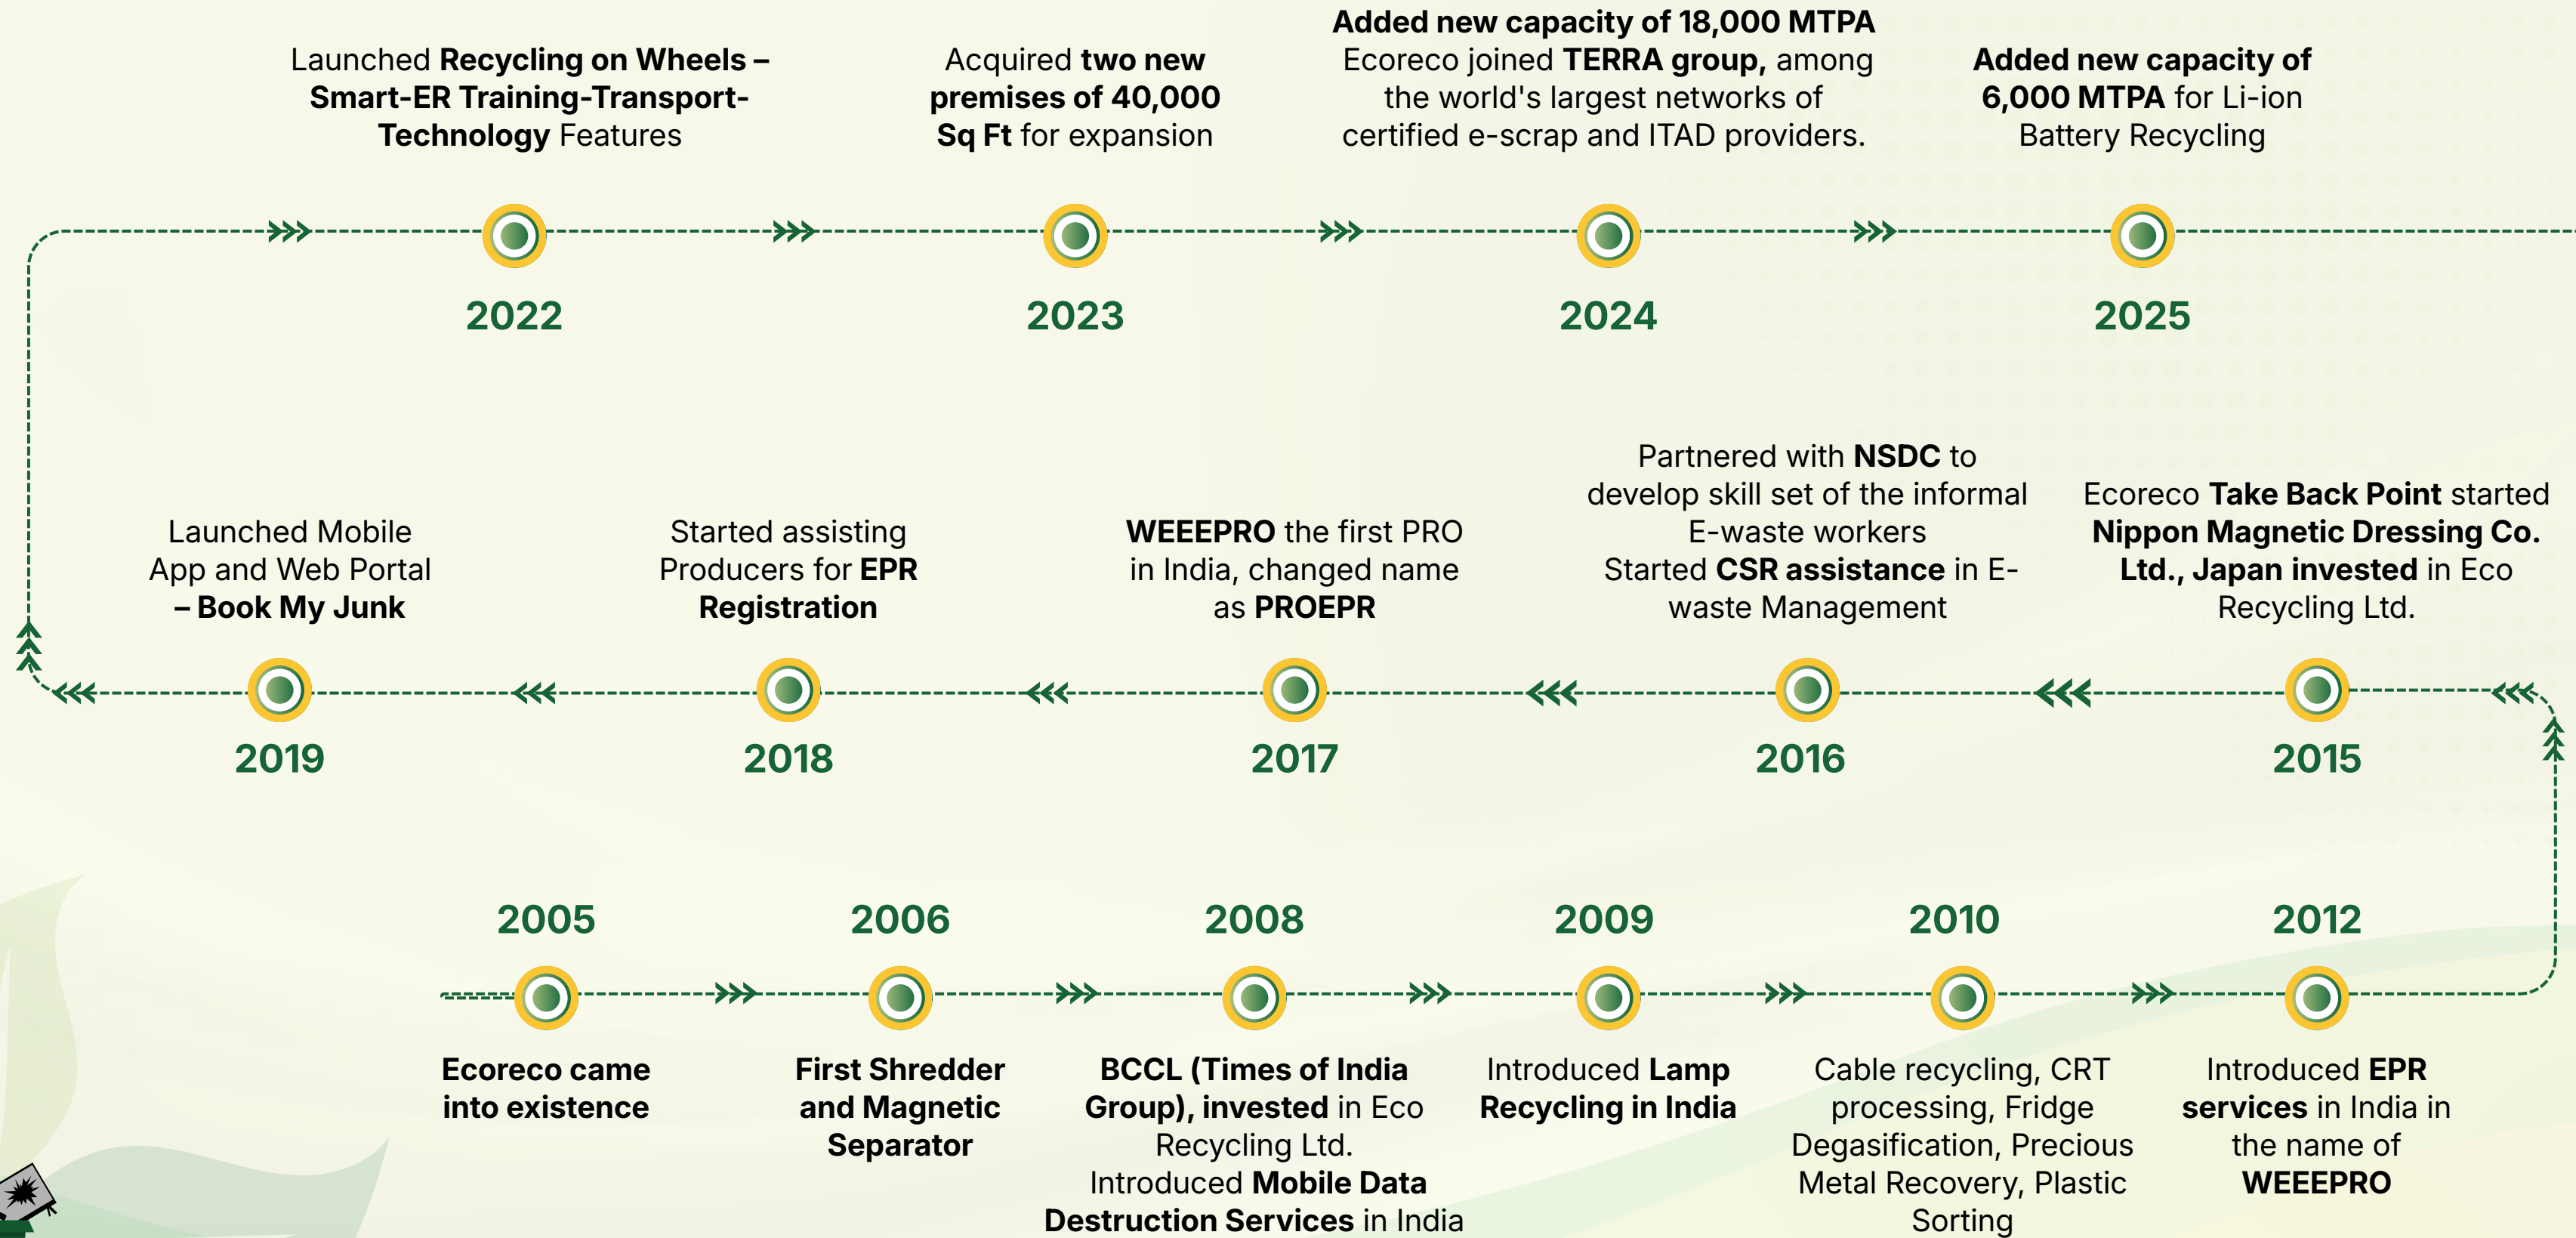 Launched Recycling on Wheels –
Smart-ER Training-Transport-
Technology Features
2022
Acquired two new
premises of 40,000
Sq Ft for expansion
2023
Added new capacity of 18,000 MTPA
Ecoreco joined TERRA group, among
the world's largest networks of
certified e-scrap and ITAD providers.
2024
Added new capacity of
6,000 MTPA for Li-ion
Battery Recycling
2025
Launched Mobile
App and Web Portal
– Book My Junk
2019
Started assisting
Producers for EPR
Registration
2018
WEEEPRO the first PRO
in India, changed name
as PROEPR
2017
Partnered with NSDC to
develop skill set of the informal
E-waste workers
Started CSR assistance in E-
waste Management
2016
Ecoreco Take Back Point started
Nippon Magnetic Dressing Co.
Ltd., Japan invested in Eco
Recycling Ltd.
2015
2005
Ecoreco came
into existence
2006
First Shredder
and Magnetic
Separator
2008
BCCL (Times of India
Group), invested in Eco
Recycling Ltd.
Introduced Mobile Data
Destruction Services in India
2009
Introduced Lamp
Recycling in India
2010
Cable recycling, CRT
processing, Fridge
Degasification, Precious
Metal Recovery, Plastic
Sorting
2012
Introduced EPR
services in India in
the name of
WEEEPRO